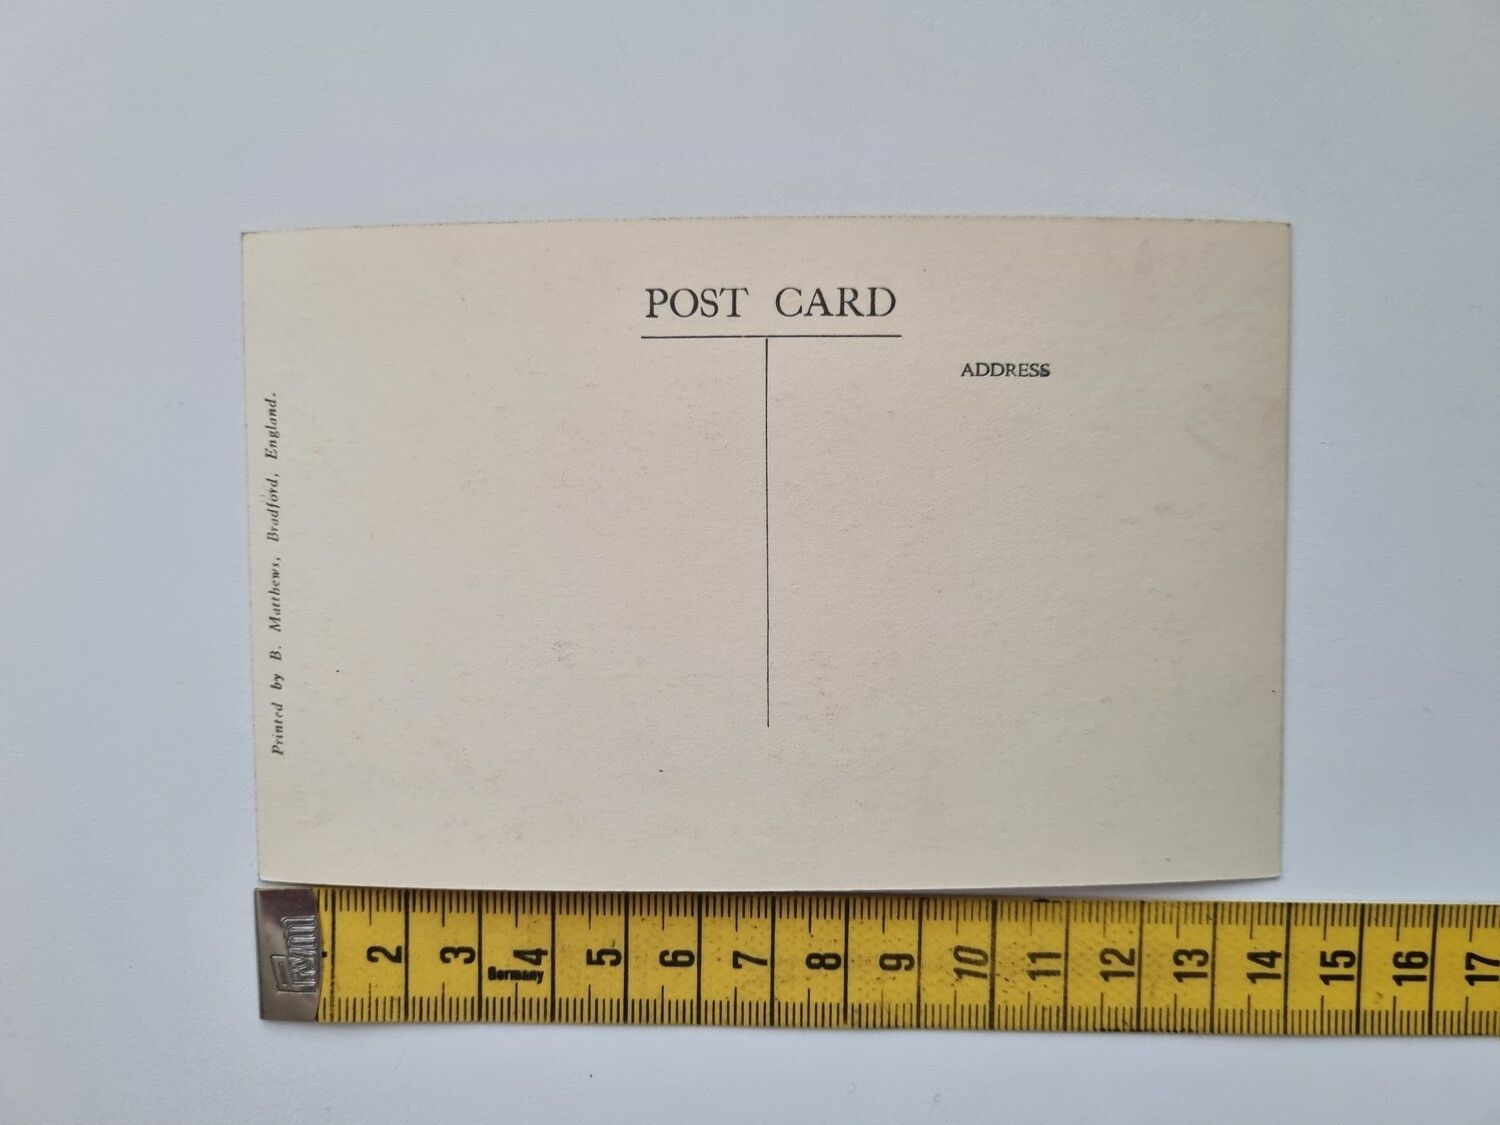 POST CARD
ADDRESS
Printed by B. Matthews, Bradford, England.
2 3 4 5 6 7 8 9 10 11 12 13 14 15 16 17
Germany